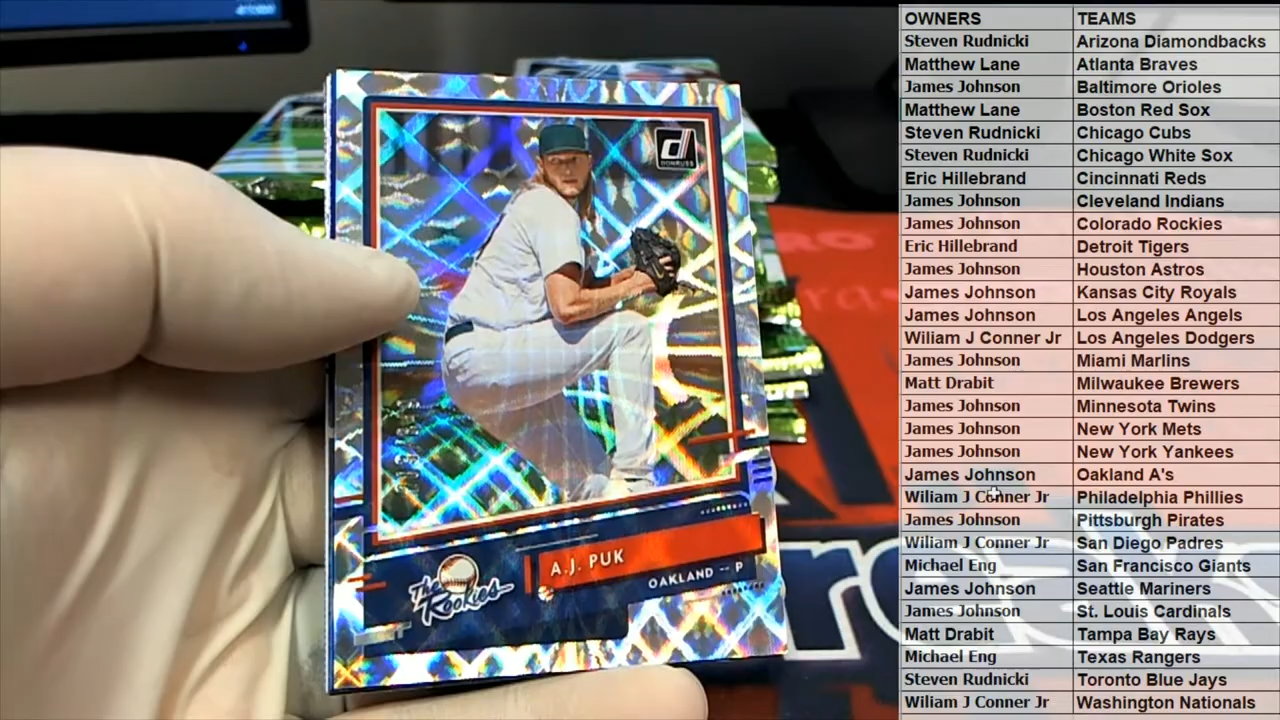 DONRUSS
The
Rookies
A.J. PUK
OAKLAND -- P
OWNERS TEAMS
Steven Rudnicki Arizona Diamondbacks
Matthew Lane Atlanta Braves
James Johnson Baltimore Orioles
Matthew Lane Boston Red Sox
Steven Rudnicki Chicago Cubs
Steven Rudnicki Chicago White Sox
Eric Hillebrand Cincinnati Reds
James Johnson Cleveland Indians
James Johnson Colorado Rockies
Eric Hillebrand Detroit Tigers
James Johnson Houston Astros
James Johnson Kansas City Royals
James Johnson Los Angeles Angels
Wiliam J Conner Jr Los Angeles Dodgers
James Johnson Miami Marlins
Matt Drabit Milwaukee Brewers
James Johnson Minnesota Twins
James Johnson New York Mets
James Johnson New York Yankees
James Johnson Oakland A's
Wiliam J Conner Jr Philadelphia Phillies
James Johnson Pittsburgh Pirates
Wiliam J Conner Jr San Diego Padres
Michael Eng San Francisco Giants
James Johnson Seattle Mariners
James Johnson St. Louis Cardinals
Matt Drabit Tampa Bay Rays
Michael Eng Texas Rangers
Steven Rudnicki Toronto Blue Jays
Wiliam J Conner Jr Washington Nationals